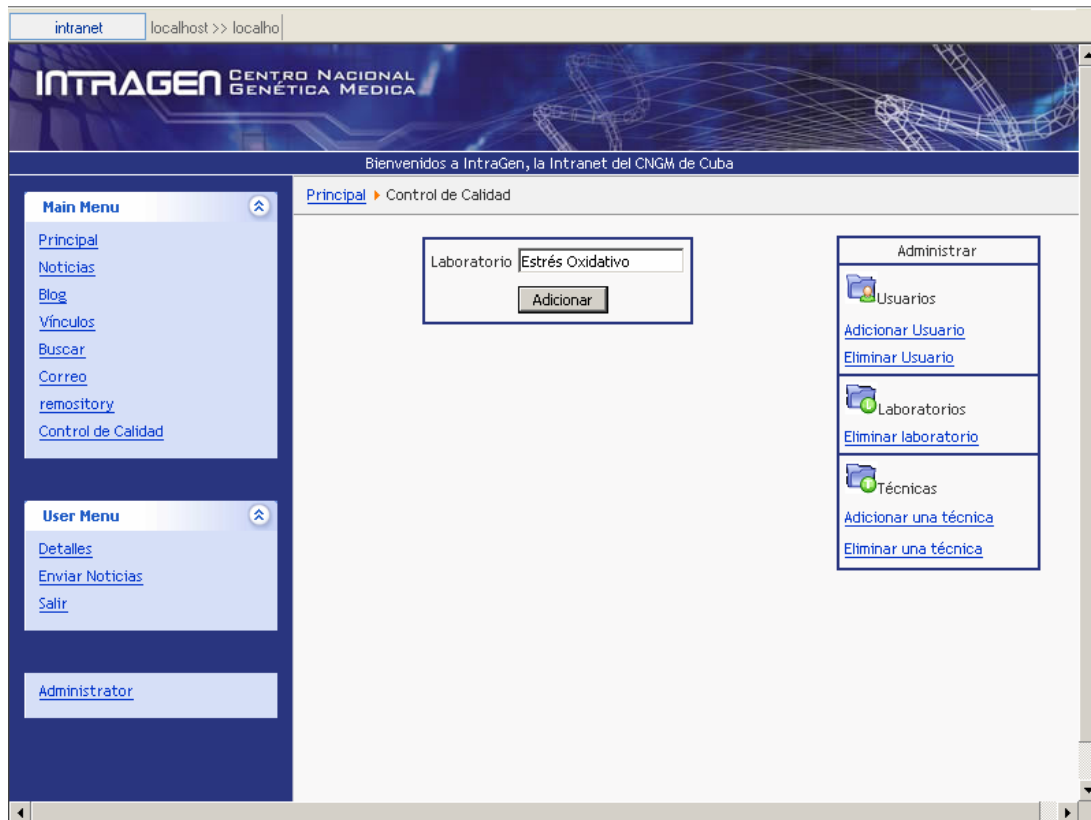 intranet
localhost >> localho
INTRAGEN CENTRO NACIONAL
GENÉTICA MEDICA
Bienvenidos a IntraGen, la Intranet del CNGM de Cuba
Main Menu
Principal
Noticias
Blog
Vínculos
Buscar
Correo
remository
Control de Calidad
User Menu
Detalles
Enviar Noticias
Salir
Administrator
Principal Control de Calidad
Laboratorio Estrés Oxidativo
Adicionar
Administrar
Usuarios
Adicionar Usuario
Eliminar Usuario
Laboratorios
Eliminar laboratorio
Técnicas
Adicionar una técnica
Eliminar una técnica